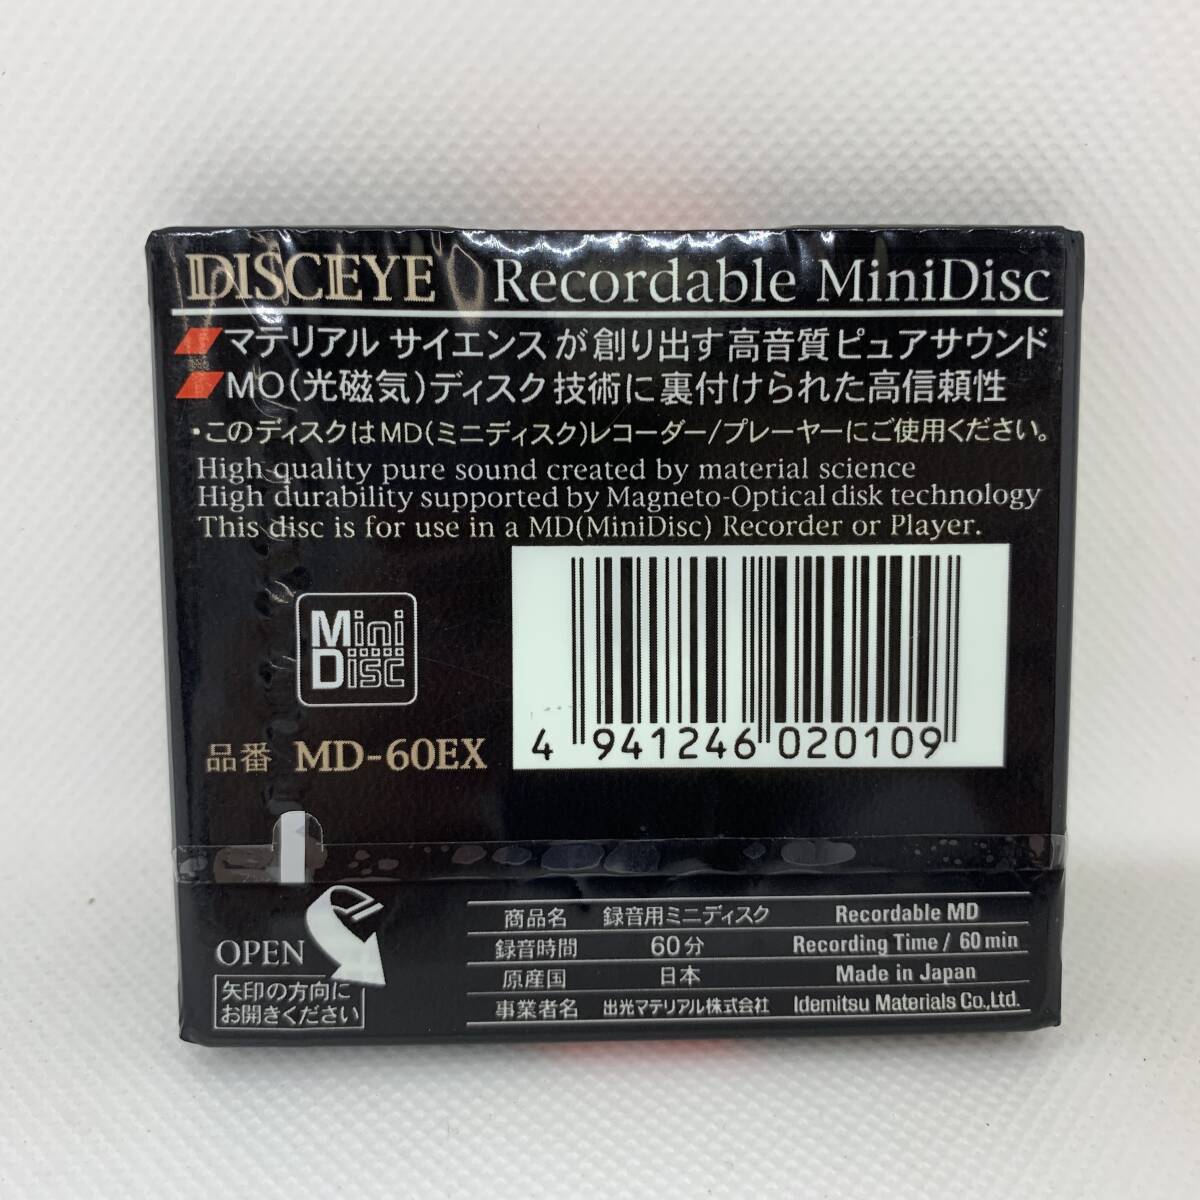 DISCEYE Recordable MiniDisc
マテリアル サイエンスが創り出す高音質ピュアサウンド
MO(光磁気)ディスク技術に裏付けられた高信頼性
・このディスクはMD(ミニディスク)レコーダー/プレーヤーにご使用ください。
High quality pure sound created by material science
High durability supported by Magneto-Optical disk technology
This disc is for use in a MD(MiniDisc) Recorder or Player.
Mini
Disc
品番 MD-60EX
4 941246 020109
OPEN
矢印の方向に
お開きください
商品名 録音用ミニディスク Recordable MD
録音時間 60分 Recording Time / 60 min
原産国 日本 Made in Japan
事業者名 出光マテリアル株式会社 Idemitsu Materials Co.,Ltd.